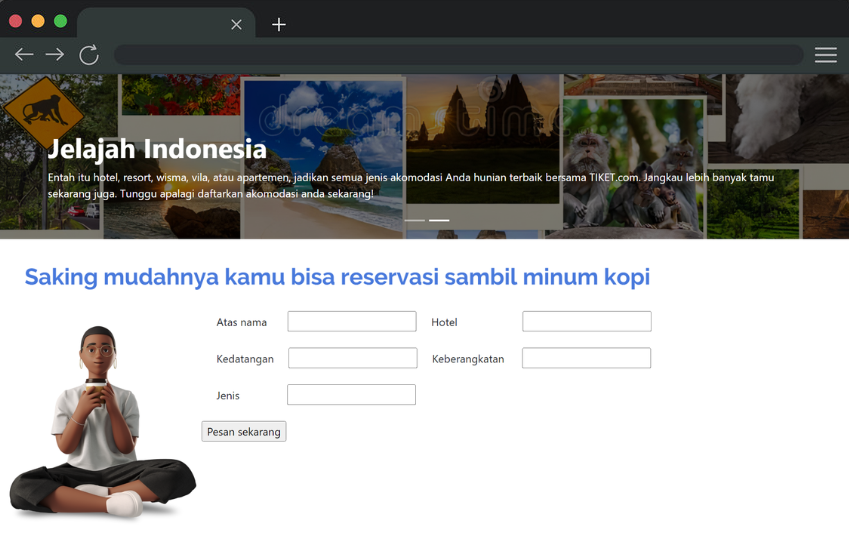 dreamstime
Jelajah Indonesia
Entah itu hotel, resort, wisma, vila, atau apartemen, jadikan semua jenis akomodasi Anda hunian terbaik bersama TIKET.com. Jangkau lebih banyak tamu
sekarang juga. Tunggu apalagi daftarkan akomodasi anda sekarang!
Saking mudahnya kamu bisa reservasi sambil minum kopi
Atas nama Hotel
Kedatangan Keberangkatan
Jenis
Pesan sekarang